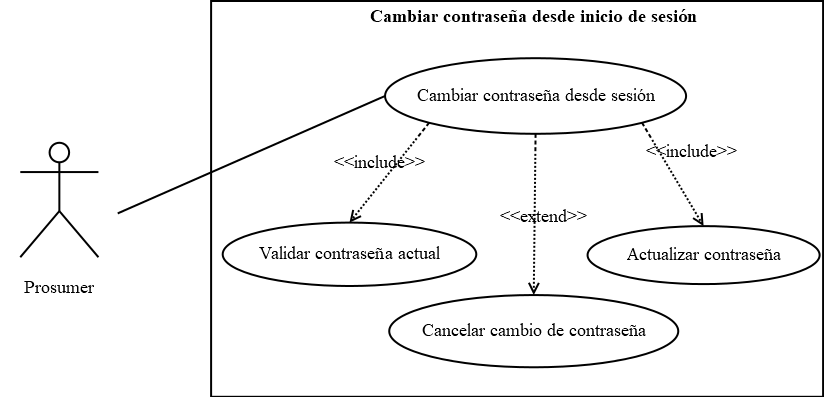 Cambiar contraseña desde inicio de sesión
Cambiar contraseña desde sesión
<<include>>
<<include>>
<<extend>>
Validar contraseña actual
Actualizar contraseña
Prosumer
Cancelar cambio de contraseña